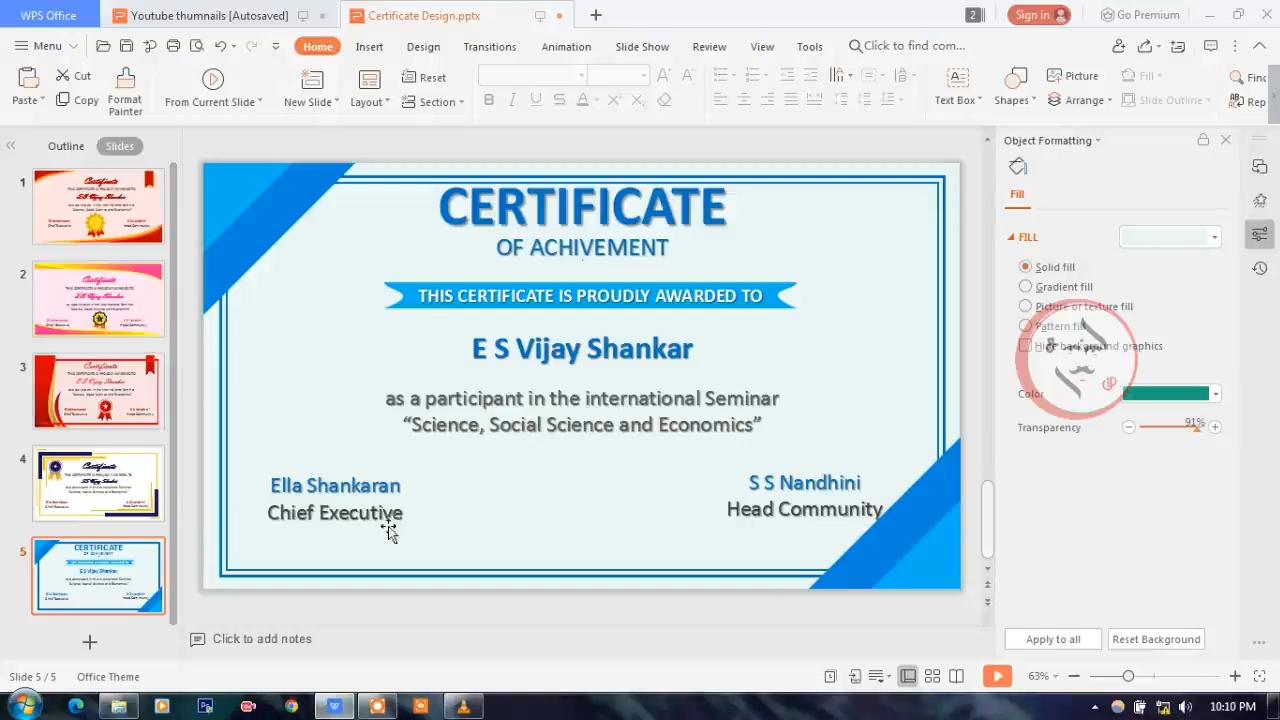 WPS Office
Youtube thumnails [Autosaved]
Certificate Design.pptx
2
Sign in
Go Premium
Menu
Home
Insert
Design
Transitions
Animation
Slide Show
Review
View
Tools
Click to find com...
Paste
Cut
Copy
Format
Painter
From Current Slide
New Slide
Layout
Reset
Section
B I U S A
Text Box
Shapes
Picture
Arrange
Fill
Slide Outline
Outline
Slides
1
2
3
4
5
CERTIFICATE
OF ACHIVEMENT
THIS CERTIFICATE IS PROUDLY AWARDED TO
E S Vijay Shankar
as a participant in the international Seminar
“Science, Social Science and Economics”
Ella Shankaran
Chief Executive
S S Nandhini
Head Community
Object Formatting
Fill
FILL
Solid fill
Gradient fill
Picture or texture fill
Pattern fill
Hide background graphics
Color
Transparency
91%
Apply to all
Reset Background
Click to add notes
Slide 5 / 5
Office Theme
63%
10:10 PM